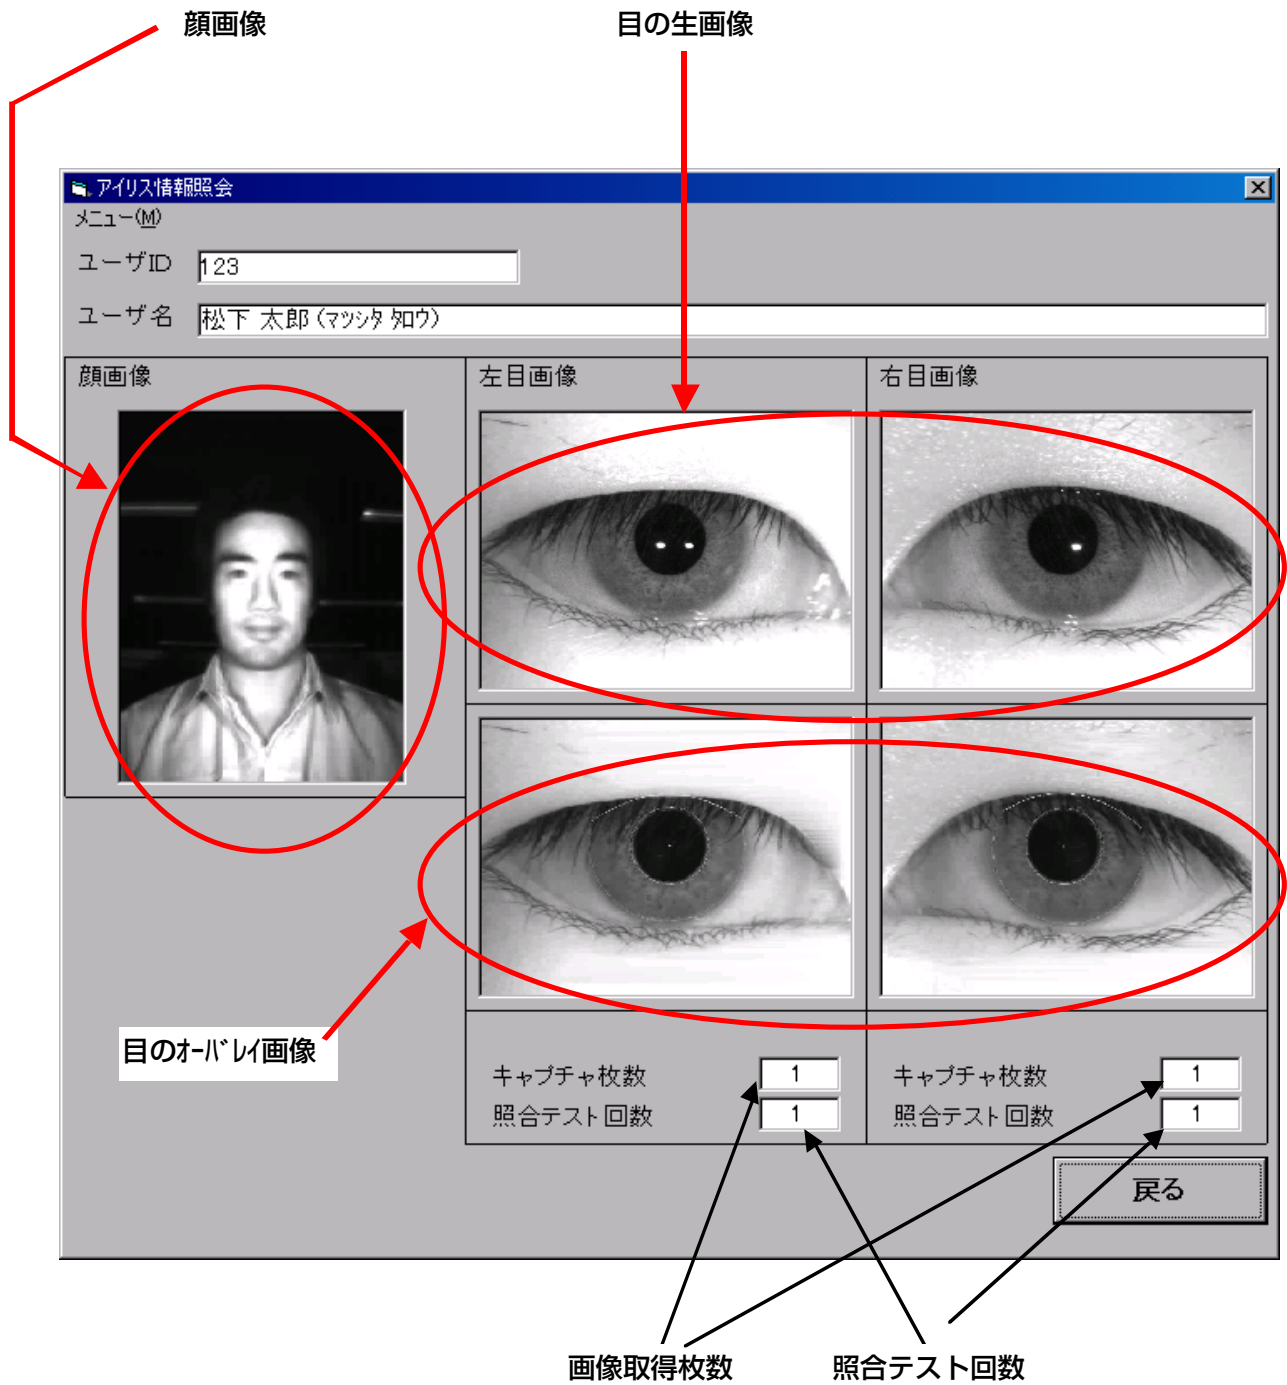 顔画像
目の生画像
アイリス情報照会
メニュー(M)
ユーザID
123
ユーザ名
松下 太郎(マツシタ タロウ)
顔画像
左目画像
右目画像
目のオーバレイ画像
キャプチャ枚数
1
キャプチャ枚数
1
照合テスト回数
1
照合テスト回数
1
戻る
画像取得枚数
照合テスト回数